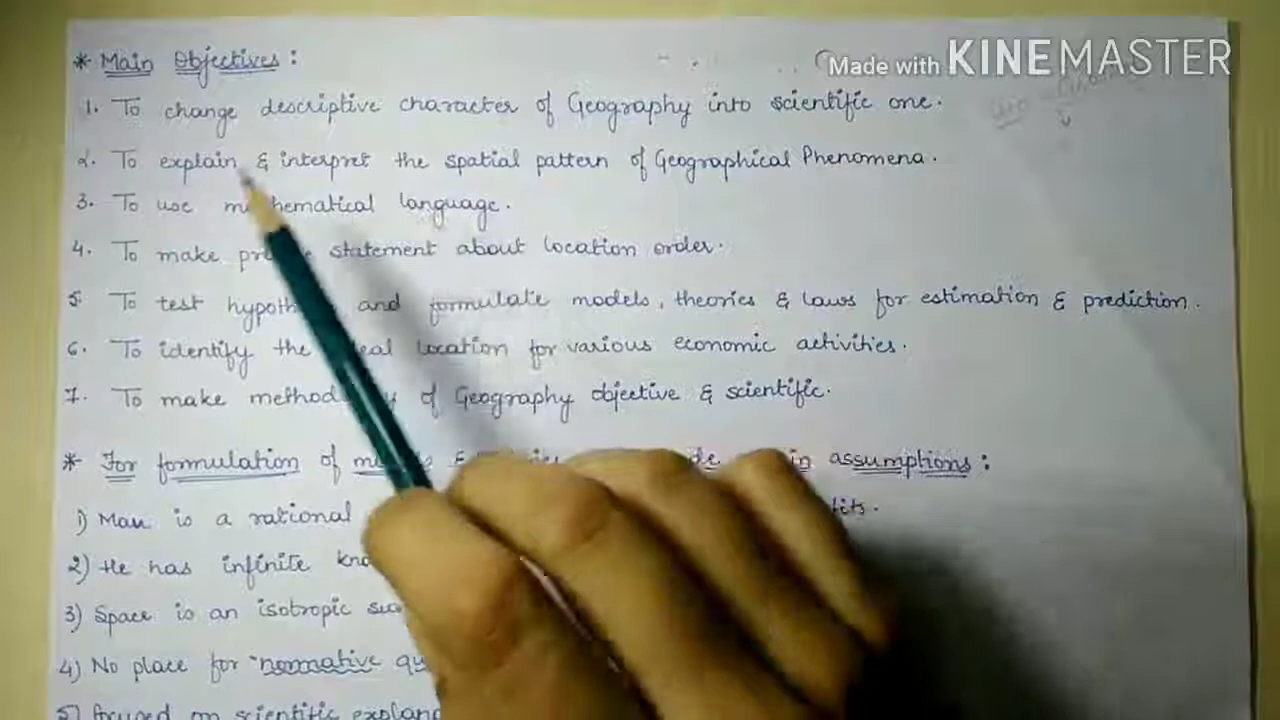 Made with KINEMASTER
* Main Objectives :
1. To change descriptive character of Geography into scientific one.
2. To explain & interpret the spatial pattern of Geographical Phenomena.
3. To use mathematical language.
4. To make statement about location order.
5. To test and formulate models, theories & laws for estimation & prediction.
6. To identify the location for various economic activities.
7. To make of Geography objective & scientific.
* For formulation of assumptions :
1) Man is a rational
2) He has infinite
3) Space is an isotropic
4) No place for "normative
5) focused on scientific